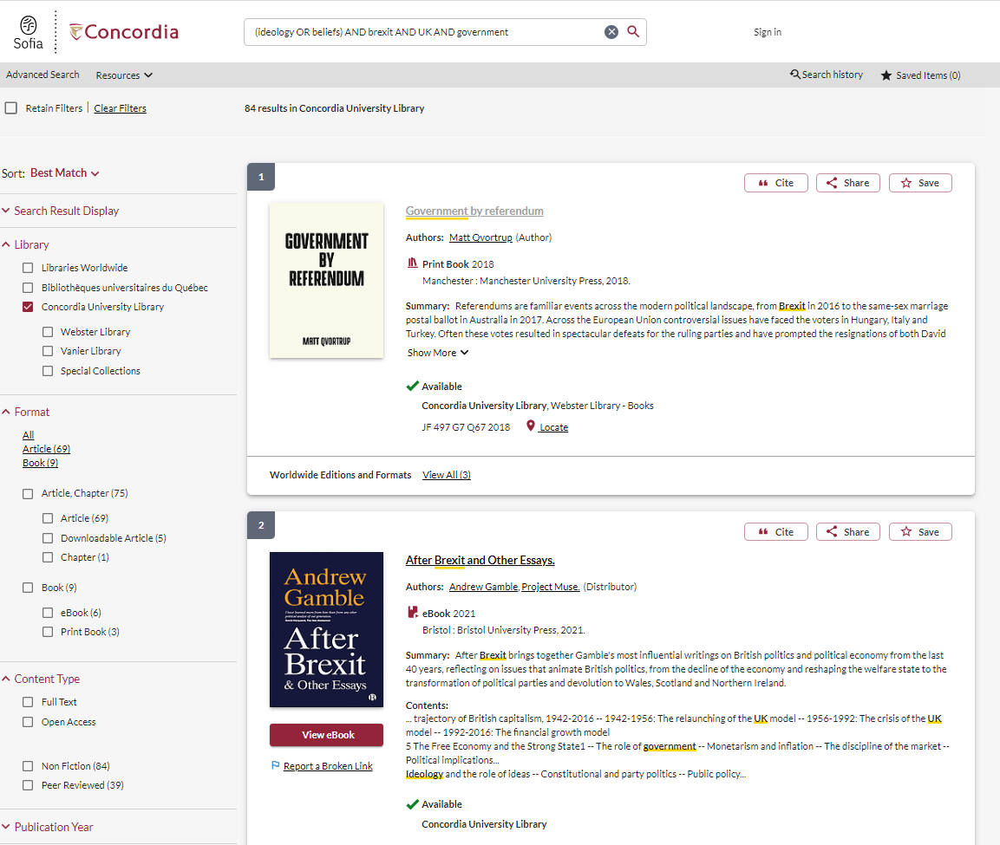 Sofia
Concordia
(ideology OR beliefs) AND brexit AND UK AND government
Sign in
Advanced Search
Resources
Search history
Saved Items (0)
Retain Filters | Clear Filters
84 results in Concordia University Library
Sort: Best Match
Search Result Display
Library
Libraries Worldwide
Bibliothèques universitaires du Québec
Concordia University Library
Webster Library
Vanier Library
Special Collections
Format
All
Article (69)
Book (9)
Article, Chapter (75)
Article (69)
Downloadable Article (5)
Chapter (1)
Book (9)
eBook (6)
Print Book (3)
Content Type
Full Text
Open Access
Non Fiction (84)
Peer Reviewed (39)
Publication Year
1
Cite
Share
Save
GOVERNMENT
BY
REFERENDUM
MATT QVORTRUP
Government by referendum
Authors: Matt Qvortrup (Author)
Print Book 2018
Manchester : Manchester University Press, 2018.
Summary: Referendums are familiar events across the modern political landscape, from Brexit in 2016 to the same-sex marriage
postal ballot in Australia in 2017. Across the European Union controversial issues have faced the voters in Hungary, Italy and
Turkey. Often these votes resulted in spectacular defeats for the ruling parties and have prompted the resignations of both David
Show More
Available
Concordia University Library, Webster Library - Books
JF 497 G7 Q67 2018
Locate
Worldwide Editions and Formats
View All (3)
2
Cite
Share
Save
Andrew
Gamble
After
Brexit
& Other Essays
View eBook
Report a Broken Link
After Brexit and Other Essays.
Authors: Andrew Gamble, Project Muse. (Distributor)
eBook 2021
Bristol : Bristol University Press, 2021.
Summary: After Brexit brings together Gamble's most influential writings on British politics and political economy from the last
40 years, reflecting on issues that animate British politics, from the decline of the economy and reshaping the welfare state to the
transformation of political parties and devolution to Wales, Scotland and Northern Ireland.
Contents:
... trajectory of British capitalism, 1942-2016 -- 1942-1956: The relaunching of the UK model -- 1956-1992: The crisis of the UK
model -- 1992-2016: The financial growth model
5 The Free Economy and the Strong State1 -- The role of government -- Monetarism and inflation -- The discipline of the market --
Political implications...
Ideology and the role of ideas -- Constitutional and party politics -- Public policy...
Available
Concordia University Library